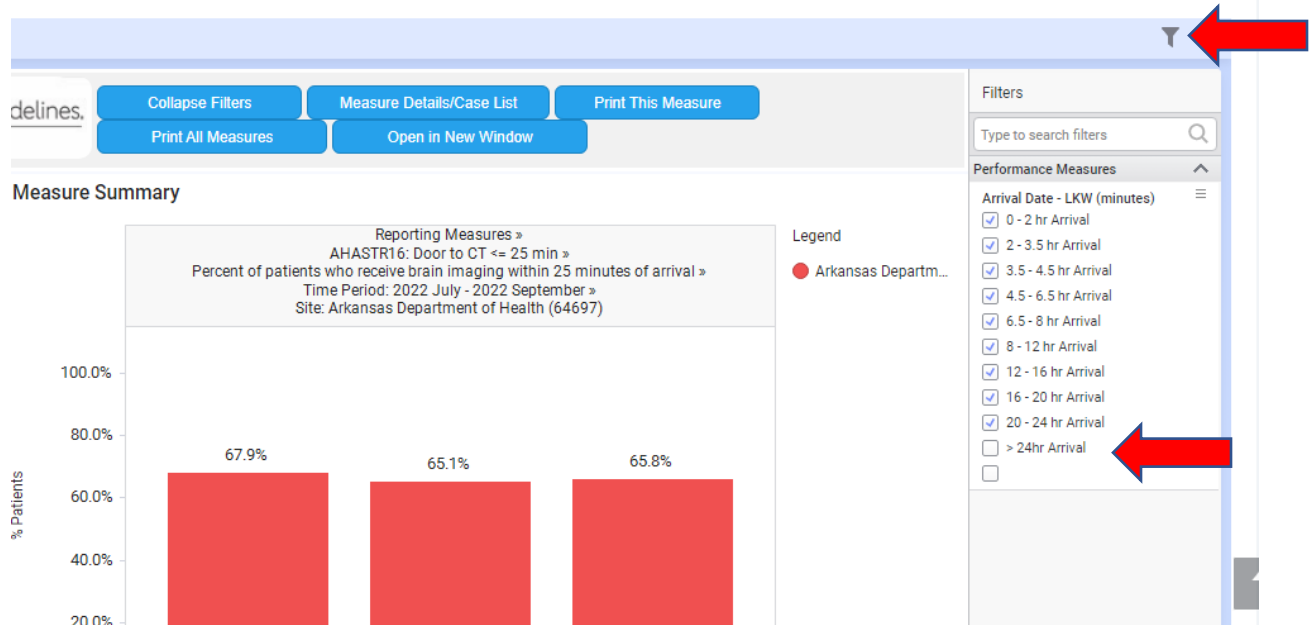 delines.
Collapse Filters
Measure Details/Case List
Print This Measure
Print All Measures
Open in New Window
Measure Summary
Reporting Measures »
AHASTR16: Door to CT <= 25 min »
Percent of patients who receive brain imaging within 25 minutes of arrival »
Time Period: 2022 July - 2022 September »
Site: Arkansas Department of Health (64697)
Legend
Arkansas Departm...
100.0%
80.0%
60.0%
40.0%
20.0%
% Patients
67.9%
65.1%
65.8%
Filters
Type to search filters
Performance Measures
Arrival Date - LKW (minutes)
0 - 2 hr Arrival
2 - 3.5 hr Arrival
3.5 - 4.5 hr Arrival
4.5 - 6.5 hr Arrival
6.5 - 8 hr Arrival
8 - 12 hr Arrival
12 - 16 hr Arrival
16 - 20 hr Arrival
20 - 24 hr Arrival
> 24hr Arrival